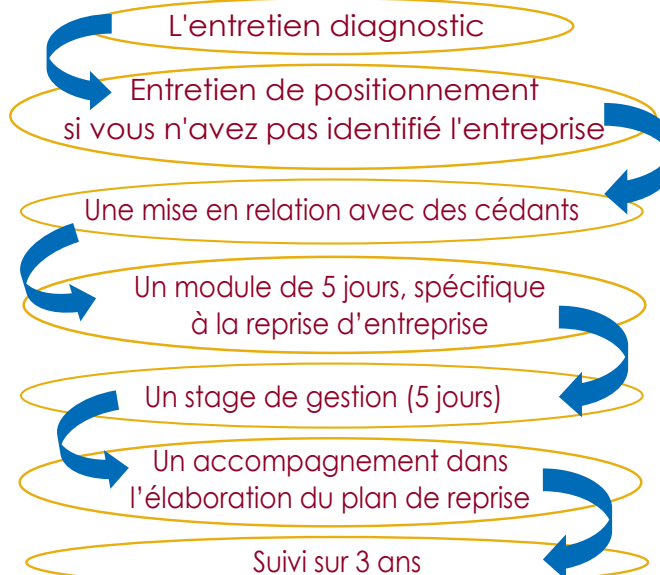 L'entretien diagnostic
Entretien de positionnement
si vous n'avez pas identifié l'entreprise
Une mise en relation avec des cédants
Un module de 5 jours, spécifique
à la reprise d’entreprise
Un stage de gestion (5 jours)
Un accompagnement dans
l’élaboration du plan de reprise
Suivi sur 3 ans